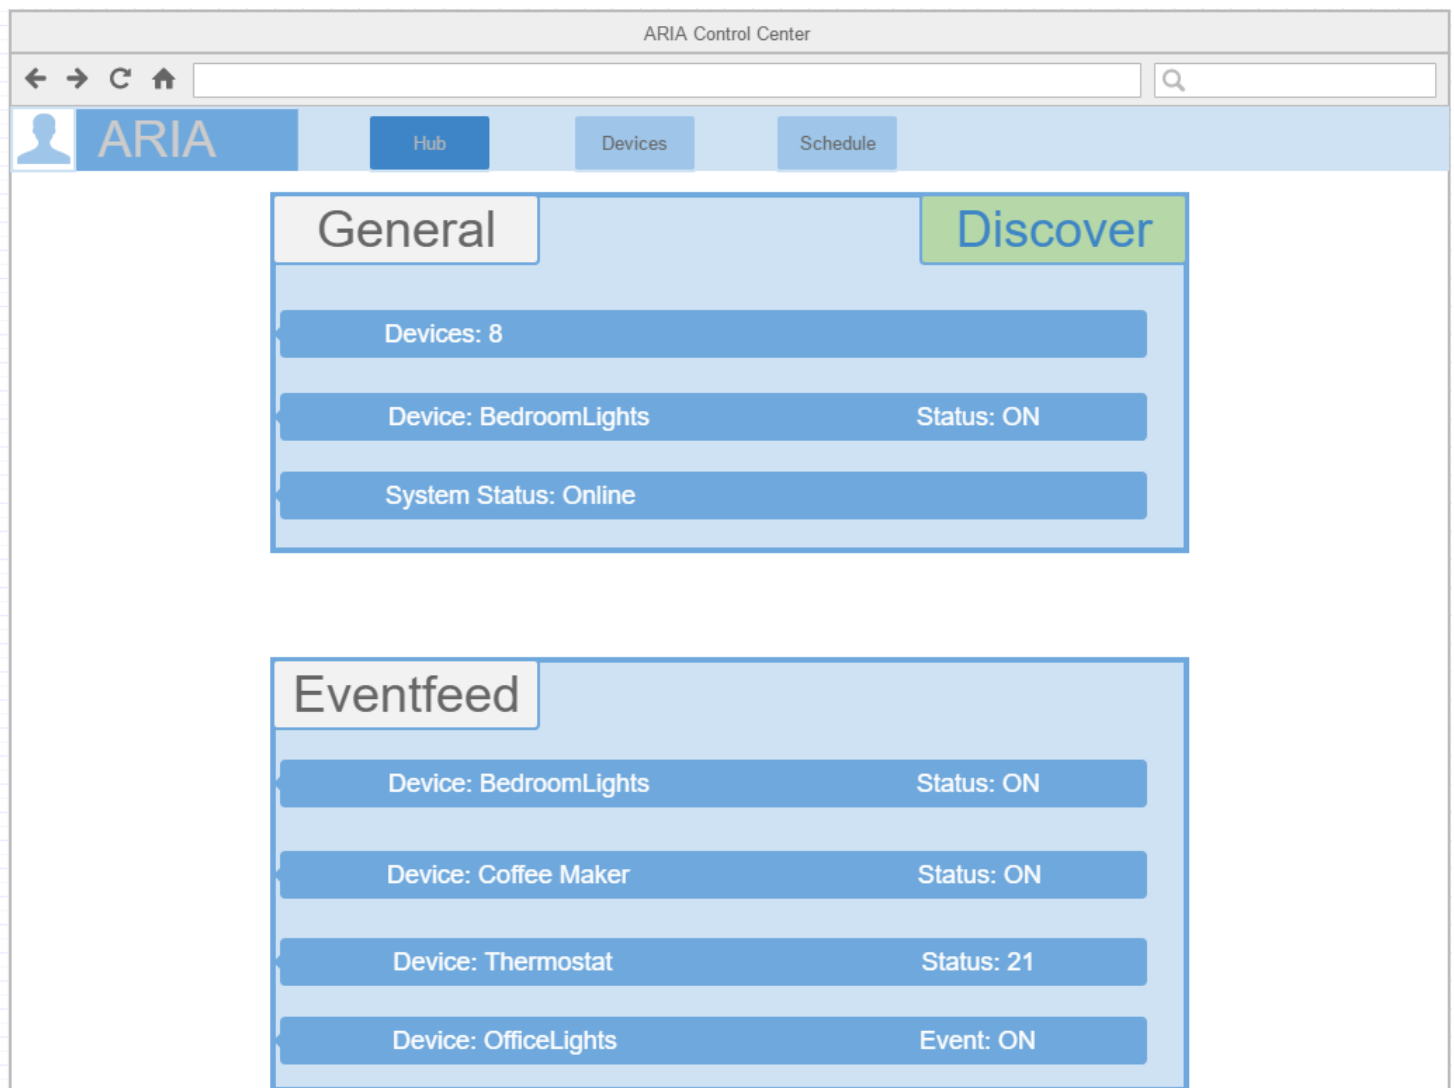 ARIA Control Center
ARIA
Hub
Devices
Schedule
General
Discover
Devices: 8
Device: BedroomLights Status: ON
System Status: Online
Eventfeed
Device: BedroomLights Status: ON
Device: Coffee Maker Status: ON
Device: Thermostat Status: 21
Device: OfficeLights Event: ON